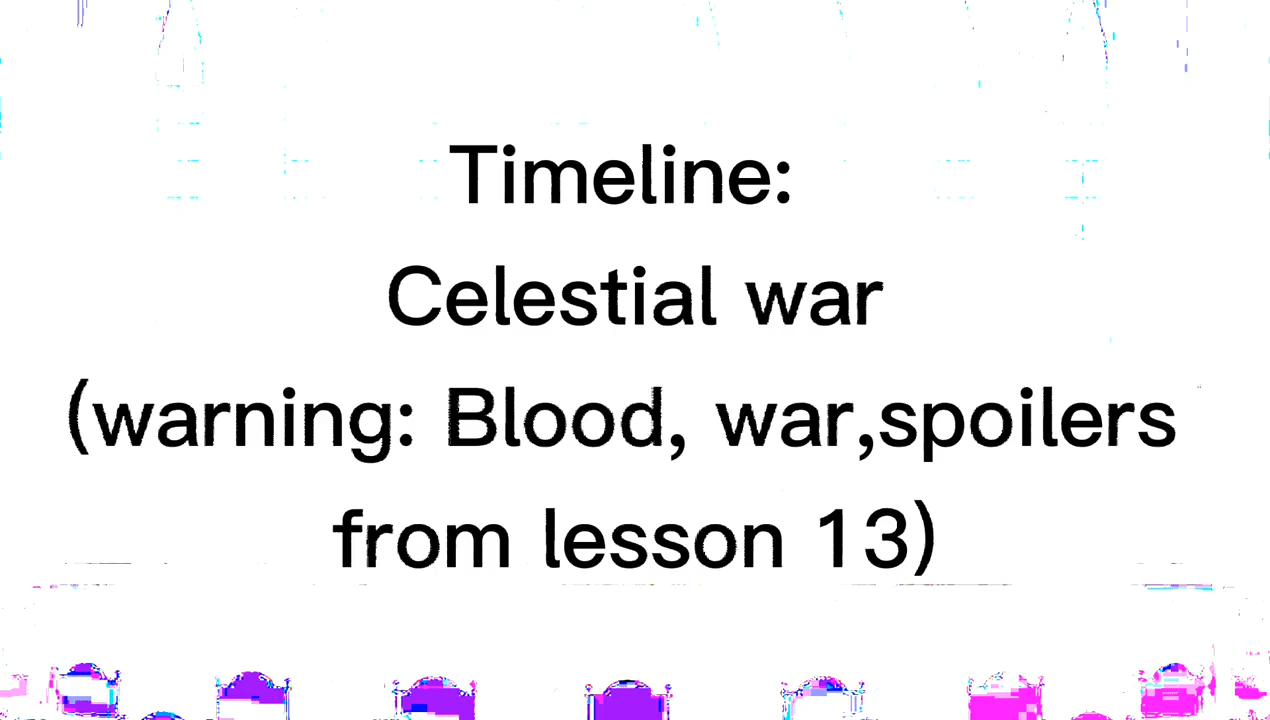 Timeline:
Celestial war
(warning: Blood, war,spoilers
from lesson 13)